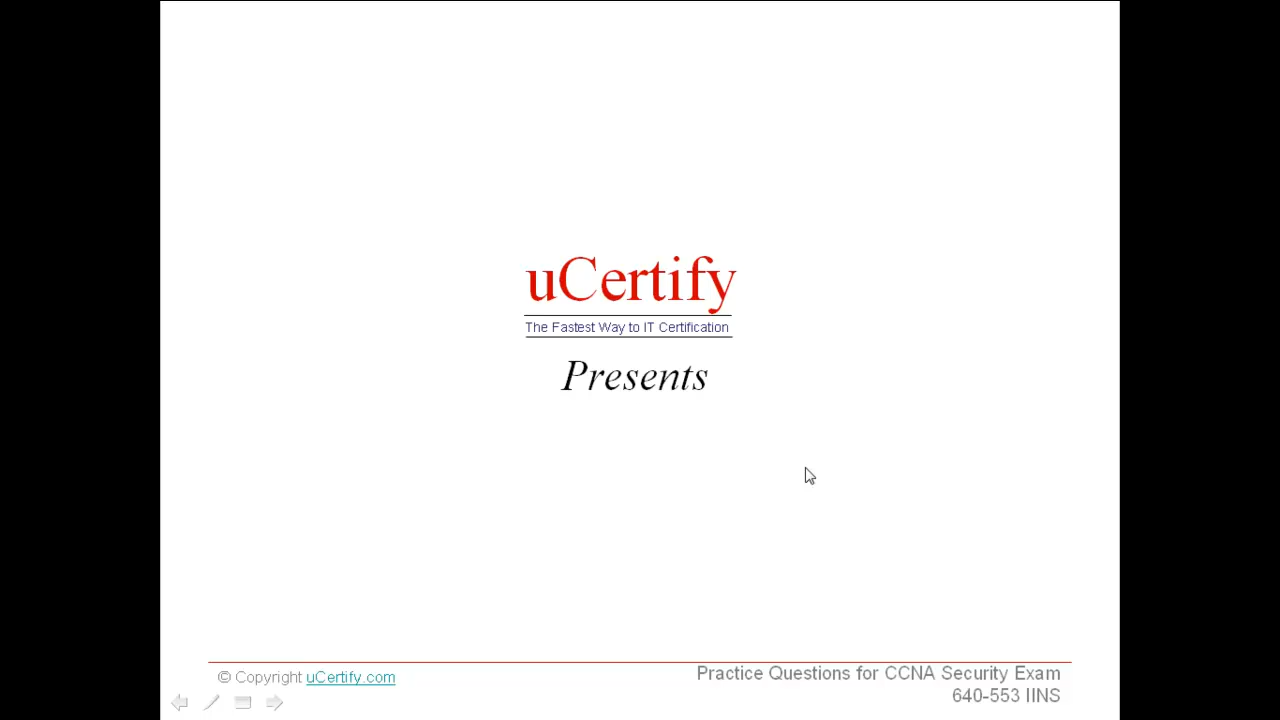 uCertify
The Fastest Way to IT Certification
Presents
© Copyright uCertify.com
Practice Questions for CCNA Security Exam
640-553 IINS